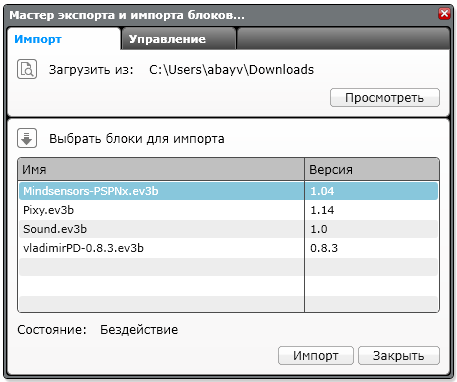 Мастер экспорта и импорта блоков...
Импорт Управление
Загрузить из: C:\Users\abayv\Downloads
Просмотреть
Выбрать блоки для импорта
Имя Версия
Mindsensors-PSPNx.ev3b 1.04
Pixy.ev3b 1.14
Sound.ev3b 1.0
vladimirPD-0.8.3.ev3b 0.8.3
Состояние: Бездействие
Импорт Закрыть